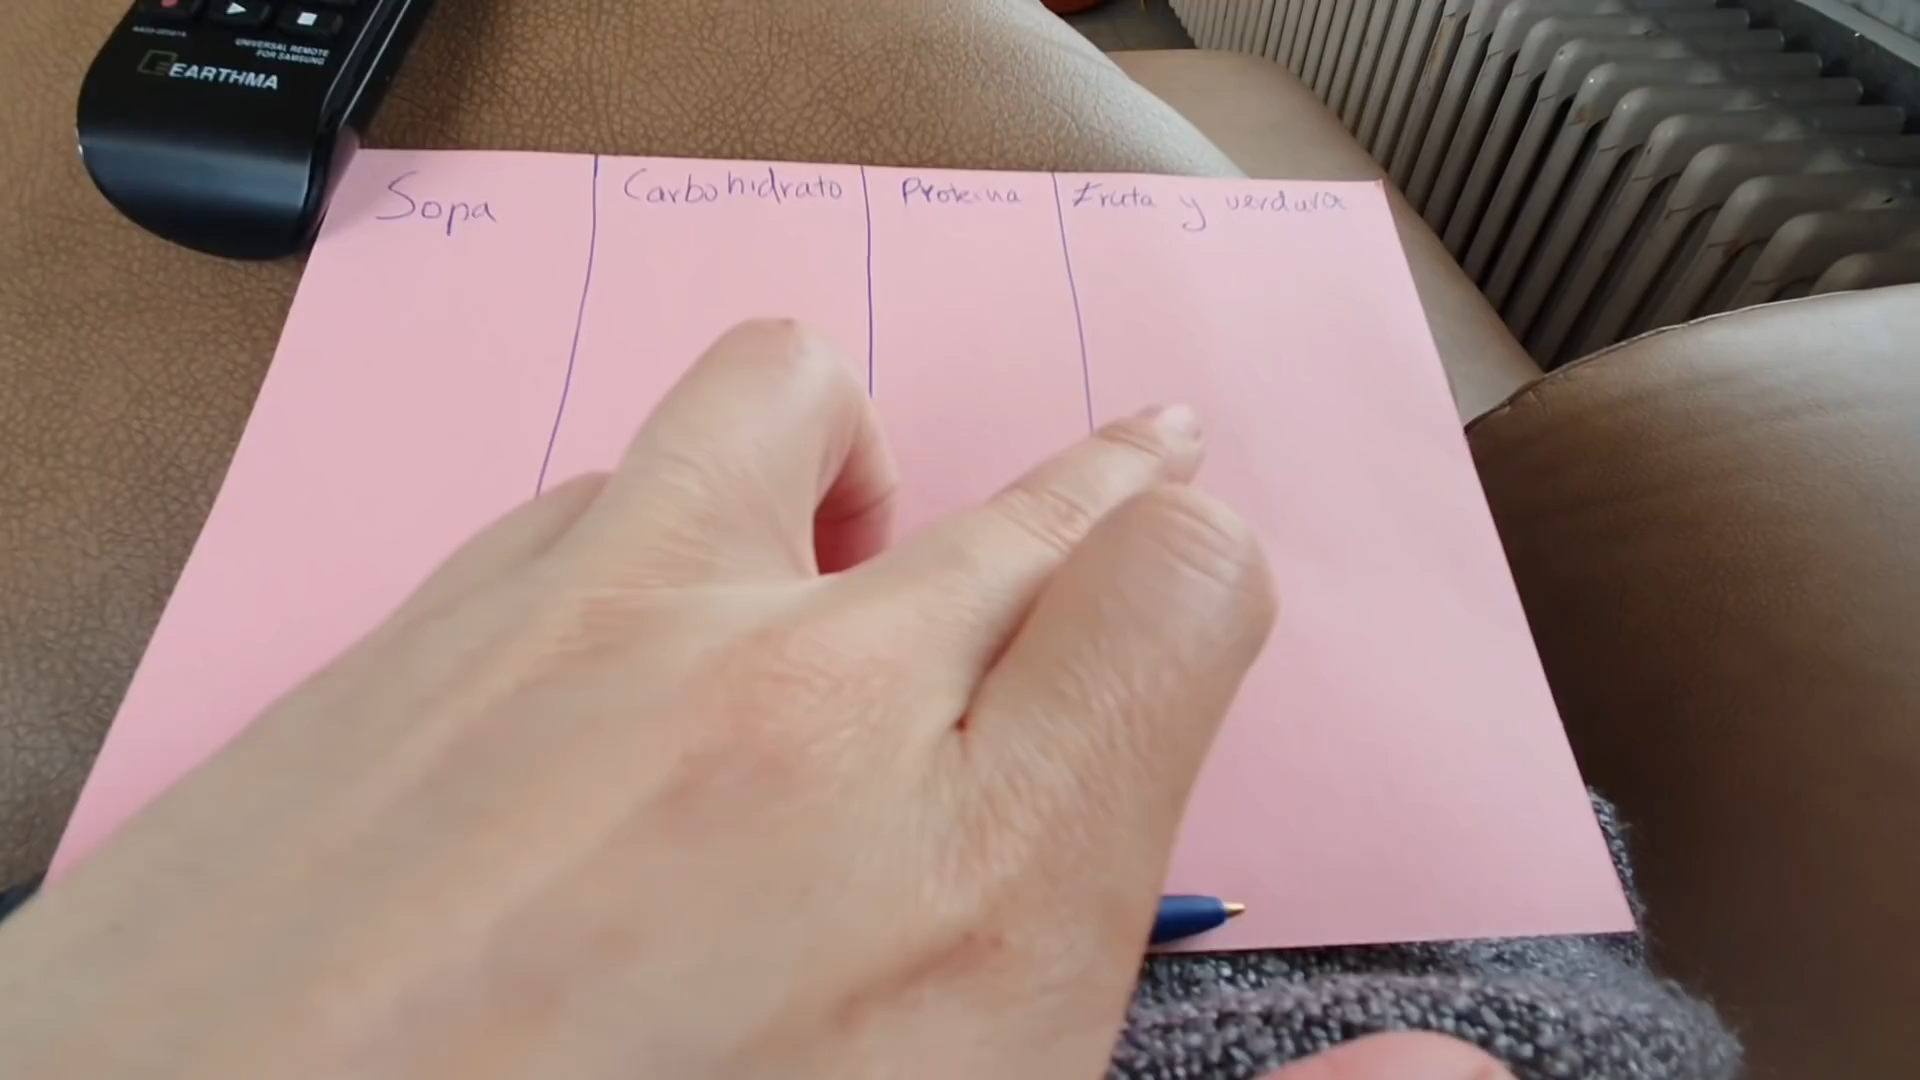 UNIVERSAL REMOTE
FOR SAMSUNG
EARTHMA
Sopa
Carbohidrato
Proteina
Fruta y verdura